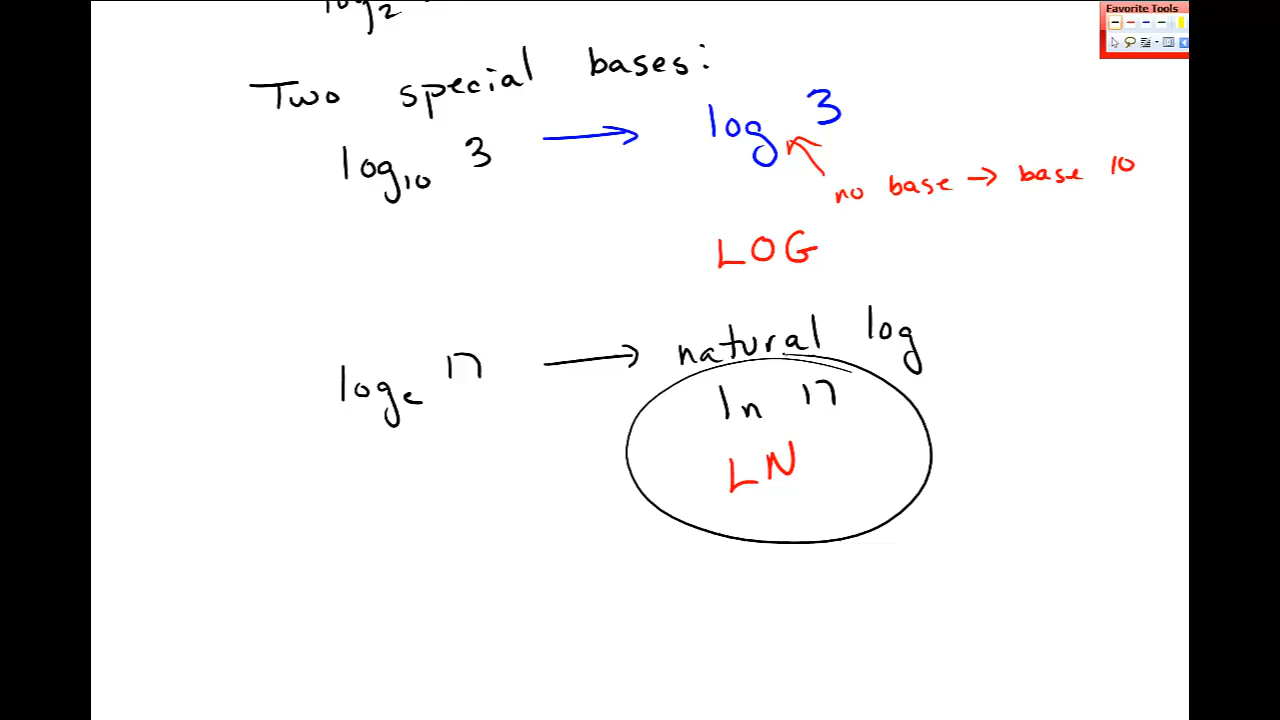 log₂
Two special bases:
log₁₀ 3 → log 3
no base → base 10
LOG
logₑ 17 → natural log
ln 17
LN
Favorite Tools